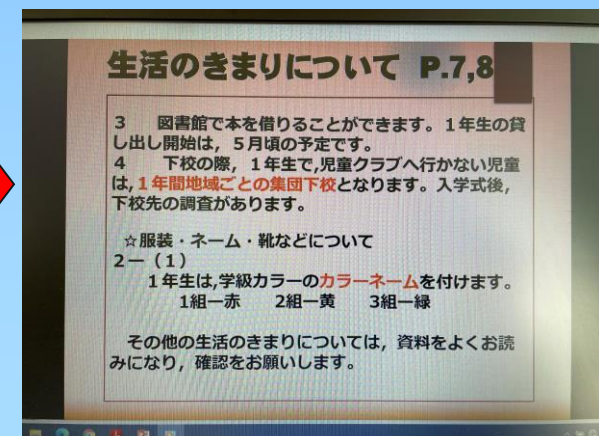 生活のきまりについて P.7,8
3 図書館で本を借りることができます。1年生の貸
し出し開始は，5月頃の予定です。
4 下校の際，1年生で,児童クラブへ行かない児童
は,1年間地域ごとの集団下校となります。入学式後，
下校先の調査があります。
☆服装・ネーム・靴などについて
2－（1）
1年生は,学級カラーのカラーネームを付けます。
1組ー赤 2組ー黄 3組ー緑
その他の生活のきまりについては，資料をよくお読
みになり，確認をお願いします。